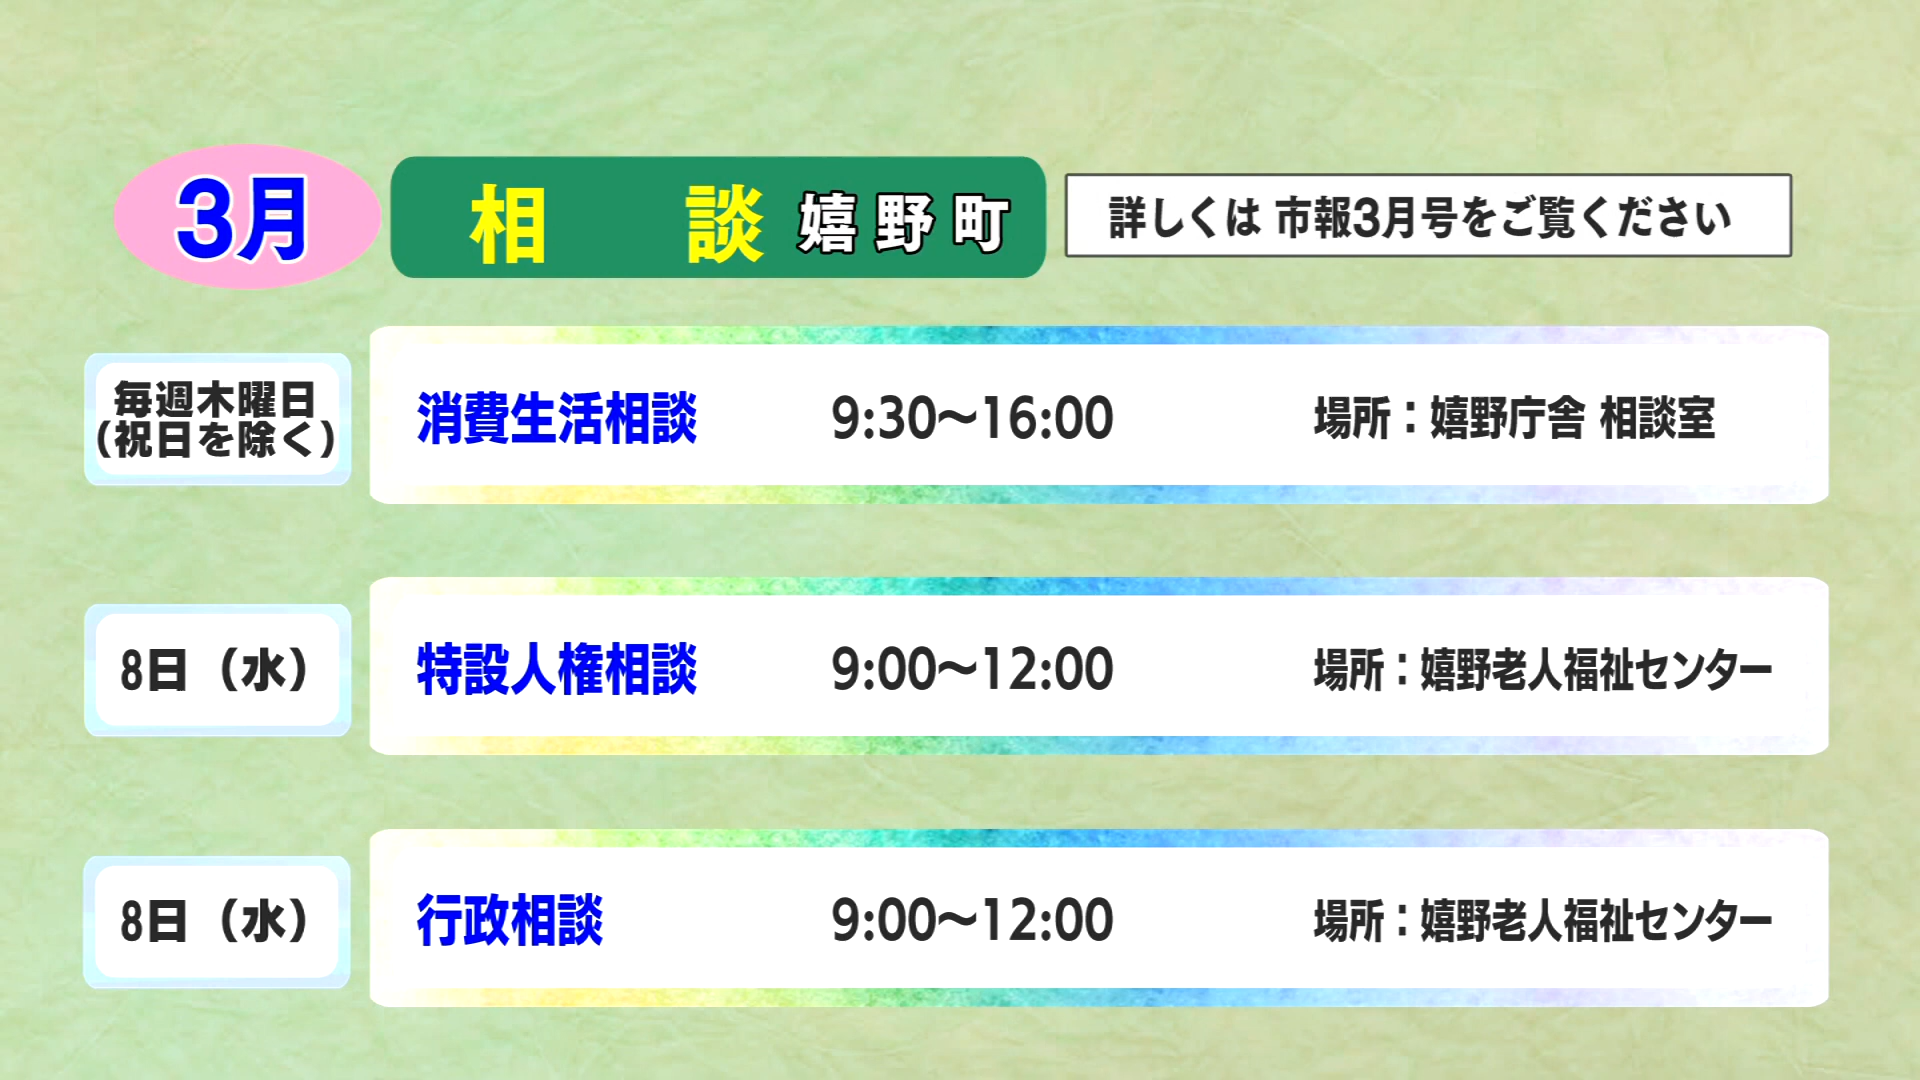 3月
相 談 嬉野町
詳しくは 市報3月号をご覧ください
毎週木曜日
(祝日を除く)
消費生活相談 9:30〜16:00 場所：嬉野庁舎 相談室
8日（水） 特設人権相談 9:00〜12:00 場所：嬉野老人福祉センター
8日（水） 行政相談 9:00〜12:00 場所：嬉野老人福祉センター